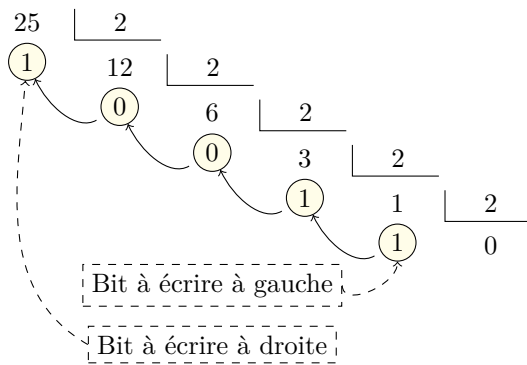 25 2
1 12 2
0 6 2
0 3 2
1 1 2
1 0
Bit à écrire à gauche
Bit à écrire à droite